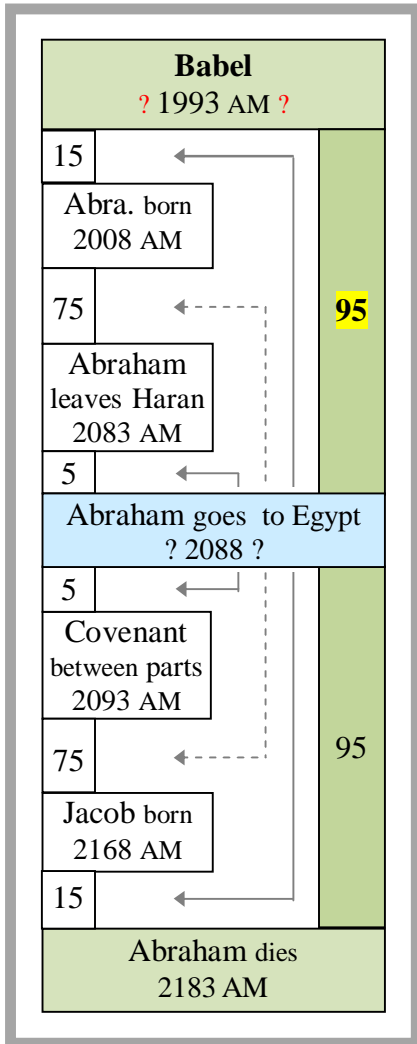 Babel
? 1993 AM ?
15
Abra. born
2008 AM
75
95
Abraham
leaves Haran
2083 AM
5
Abraham goes to Egypt
? 2088 ?
5
Covenant
between parts
2093 AM
75
95
Jacob born
2168 AM
15
Abraham dies
2183 AM